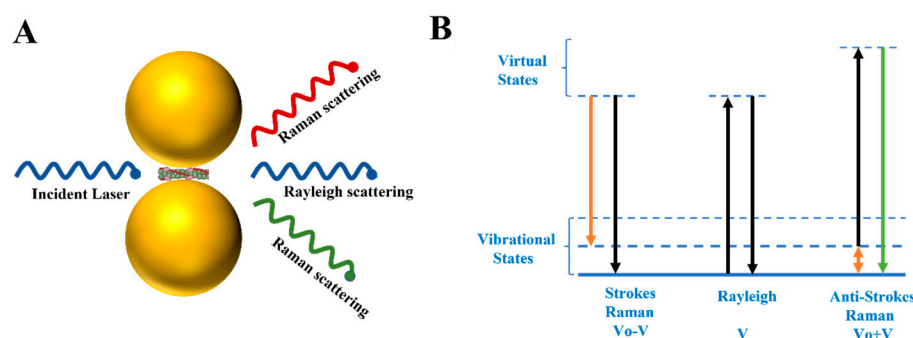 A
Raman scattering
Incident Laser
Rayleigh scattering
Raman scattering
B
Virtual
States
Vibrational
States
Strokes
Raman
Vo-V
Rayleigh
V
Anti-Strokes
Raman
Vo+V